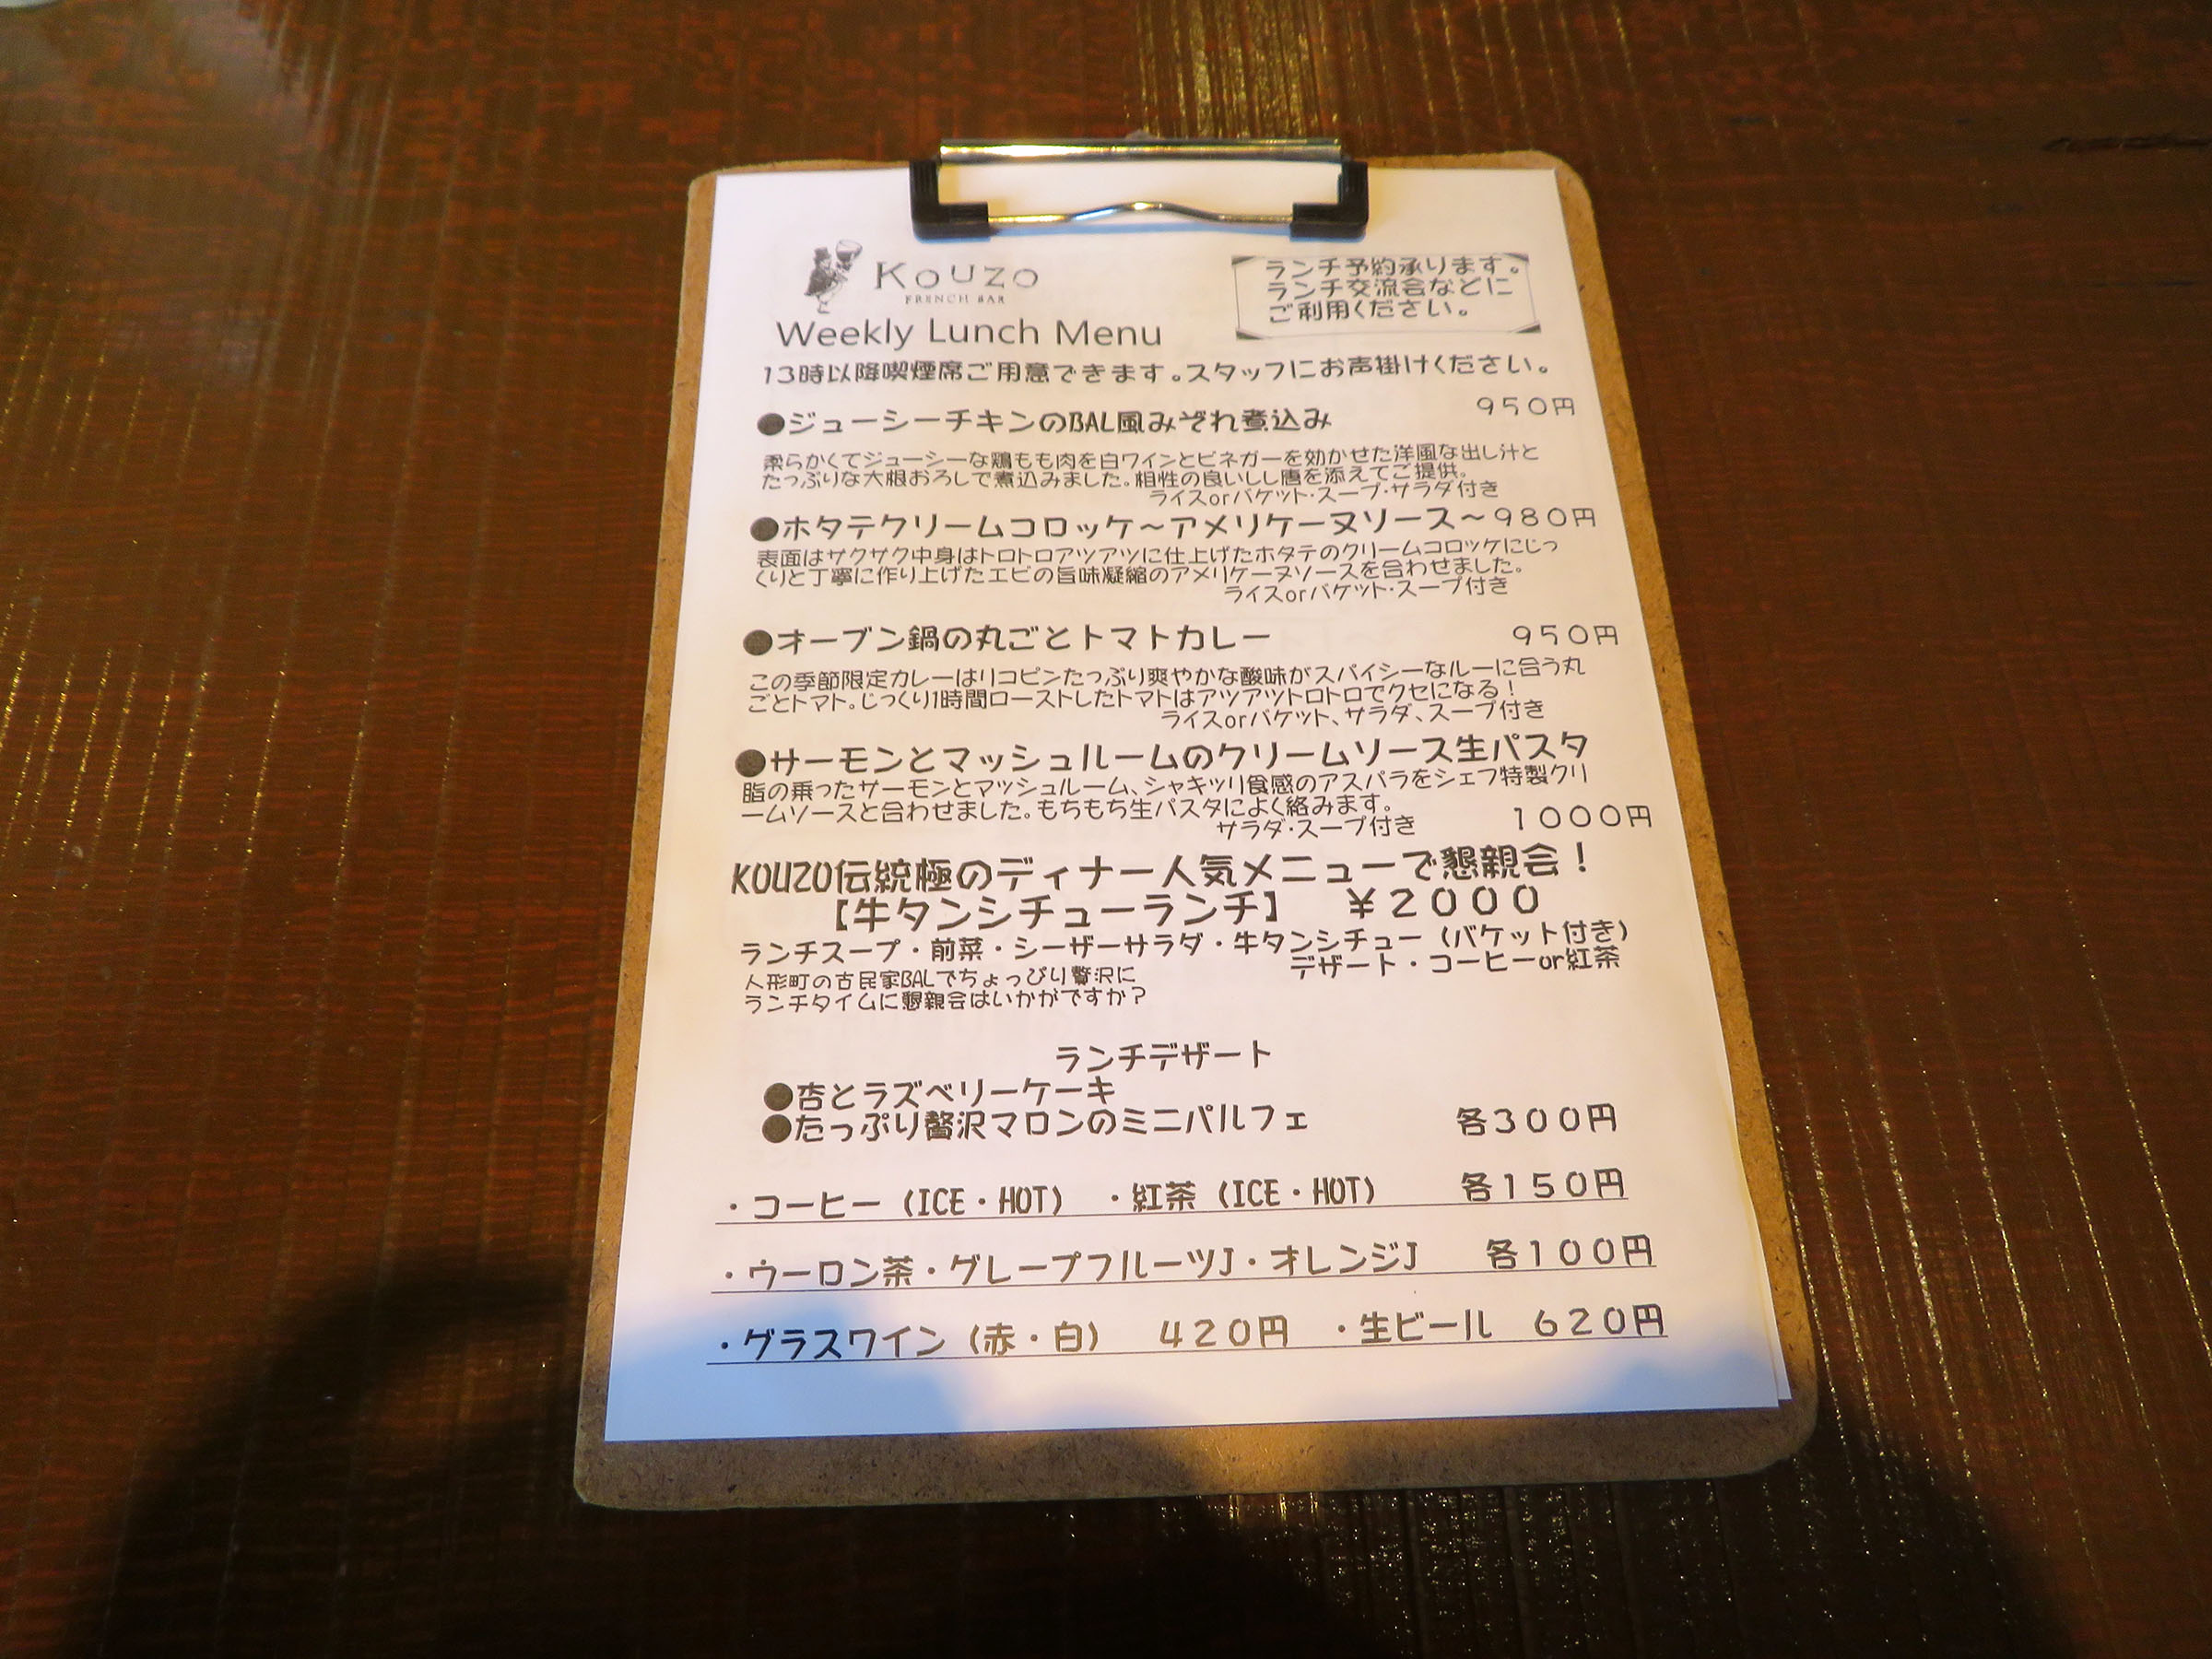 Kouzo
FRENCH BAR
ランチ予約承ります。
ランチ交流会などに
ご利用ください。
Weekly Lunch Menu
13時以降喫煙席ご用意できます。スタッフにお声掛けください。
●ジューシーチキンのBAL風みぞれ煮込み 950円
柔らかくてジューシーな鶏もも肉を白ワインとビネガーを効かせた洋風な出し汁と
たっぷりな大根おろしで煮込みました。相性の良いしし唐を添えてご提供。
ライスorバケット・スープ・サラダ付き
●ホタテクリームコロッケ～アメリケーヌソース～980円
表面はサクサク中身はトロトロアツアツに仕上げたホタテのクリームコロッケにじっ
くりと丁寧に作り上げたエビの旨味凝縮のアメリケーヌソースを合わせました。
ライスorバケット・スープ付き
●オーブン鍋の丸ごとトマトカレー 950円
この季節限定カレーはリコピンたっぷり爽やかな酸味がスパイシーなルーに合う丸
ごとトマト。じっくり1時間ローストしたトマトはアツアツトロトロでクセになる！
ライスorバケット、サラダ、スープ付き
●サーモンとマッシュルームのクリームソース生パスタ
脂の乗ったサーモンとマッシュルーム、シャキッリ食感のアスパラをシェフ特製クリ
ームソースと合わせました。もちもち生パスタによく絡みます。
サラダ・スープ付き 1000円
KOUZO伝統極のディナー人気メニューで懇親会！
【牛タンシチューランチ】 ￥2000
ランチスープ・前菜・シーザーサラダ・牛タンシチュー（バケット付き）
デザート・コーヒーor紅茶
人形町の古民家BALでちょっぴり贅沢に
ランチタイムに懇親会はいかがですか？
ランチデザート
●杏とラズベリーケーキ
●たっぷり贅沢マロンのミニパルフェ 各300円
・コーヒー（ICE・HOT） ・紅茶（ICE・HOT） 各150円
・ウーロン茶・グレープフルーツJ・オレンジJ 各100円
・グラスワイン（赤・白） 420円 ・生ビール 620円